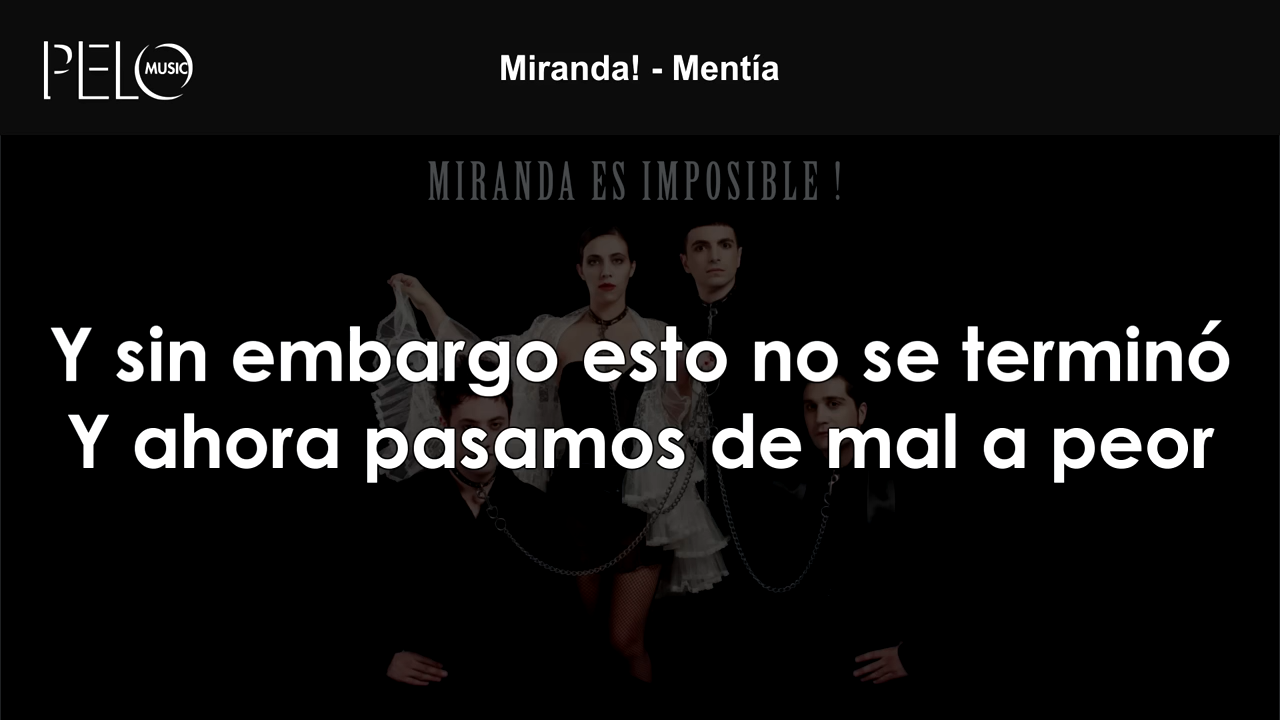 PELO MUSIC
Miranda! - Mentía
MIRANDA ES IMPOSIBLE !
Y sin embargo esto no se terminó
Y ahora pasamos de mal a peor